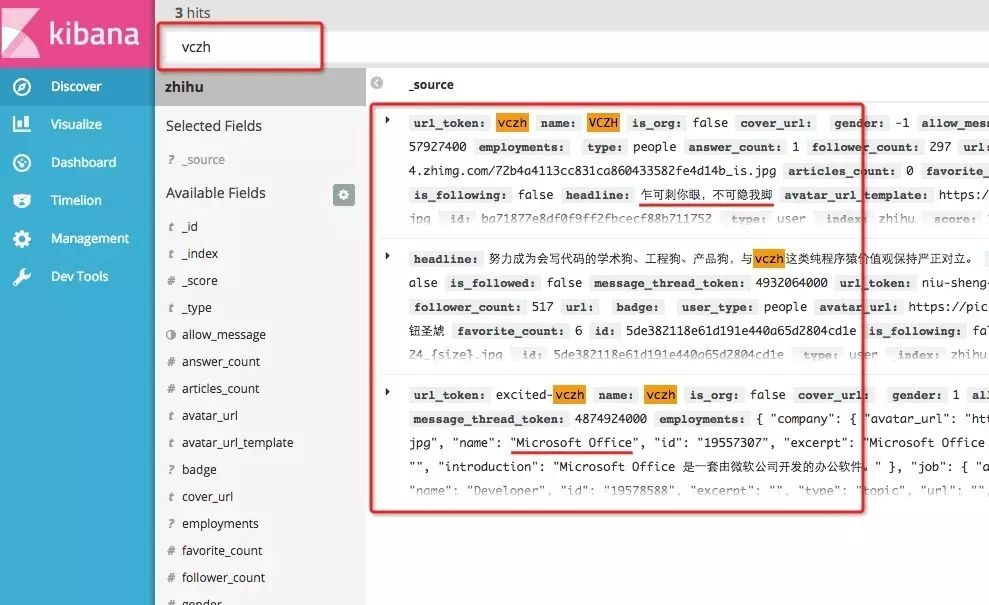 kibana
3 hits
vczh
Discover
Visualize
Dashboard
Timelion
Management
Dev Tools
zhihu
Selected Fields
? _source
Available Fields
t _id
t _index
# _score
t _type
allow_message
# answer_count
# articles_count
t avatar_url
t avatar_url_template
? badge
t cover_url
? employments
# favorite_count
# follower_count
# gender
_source
url_token: vczh name: VCZH is_org: false cover_url: gender: -1 allow_mess
57927400 employments: type: people answer_count: 1 follower_count: 297 url:
4.zhimg.com/72b4a4113cc831ca860433582fe4d14b_is.jpg articles_count: 0 favorite_
is_following: false headline: 乍可刺你眼，不可隐我脚 avatar_url_template: https:
jpg id: ba71877e8df0f9ff2fbcecf88b711752 type: user index: zhihu score:
headline: 努力成为会写代码的学术狗、工程狗、产品狗，与vczh这类纯程序猿价值观保持严正对立。
alse is_followed: false message_thread_token: 4932064000 url_token: niu-sheng-
follower_count: 517 url: badge: user_type: people avatar_url: https://pic
favorite_count: 6 id: 5de382118e61d191e440a65d2804cd1e is_following: fal
24_{size}.jpg _id: 5de382118e61d191e440a65d2804cd1e _type: user _index: zhihu
url_token: excited-vczh name: vczh is_org: false cover_url: gender: 1 all
message_thread_token: 4874924000 employments: { "company": { "avatar_url": "ht
jpg", "name": "Microsoft Office", "id": "19557307", "excerpt": "Microsoft Office
"", "introduction": "Microsoft Office 是一套由微软公司开发的办公软件。" }, "job": { "a
"name": "Developer", "id": "19578588", "excerpt": "", "type": "topic", "url": "",